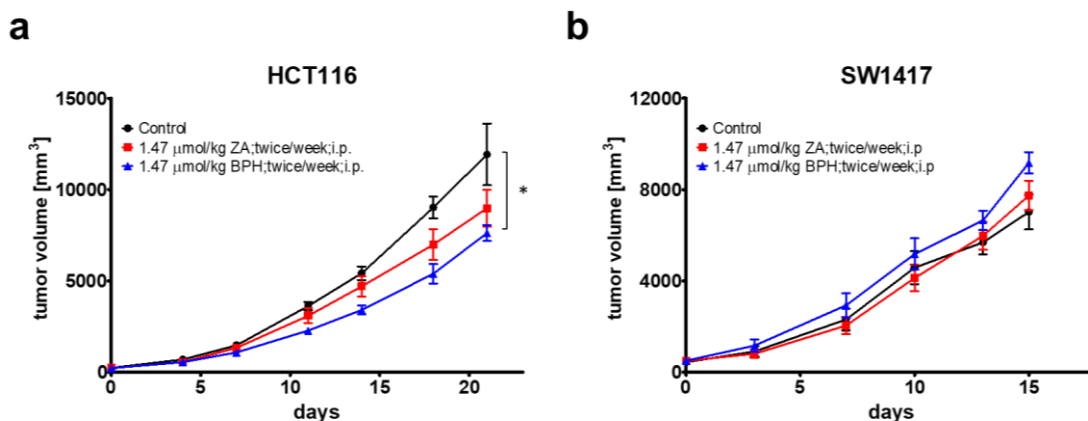 a
HCT116
15000
10000
5000
0
tumor volume [mm³]
Control
1.47 μmol/kg ZA;twice/week;i.p.
1.47 μmol/kg BPH;twice/week;i.p.
*
0 5 10 15 20
days
b
SW1417
12000
8000
4000
0
tumor volume [mm³]
Control
1.47 μmol/kg ZA;twice/week;i.p
1.47 μmol/kg BPH;twice/week;i.p
0 5 10 15
days